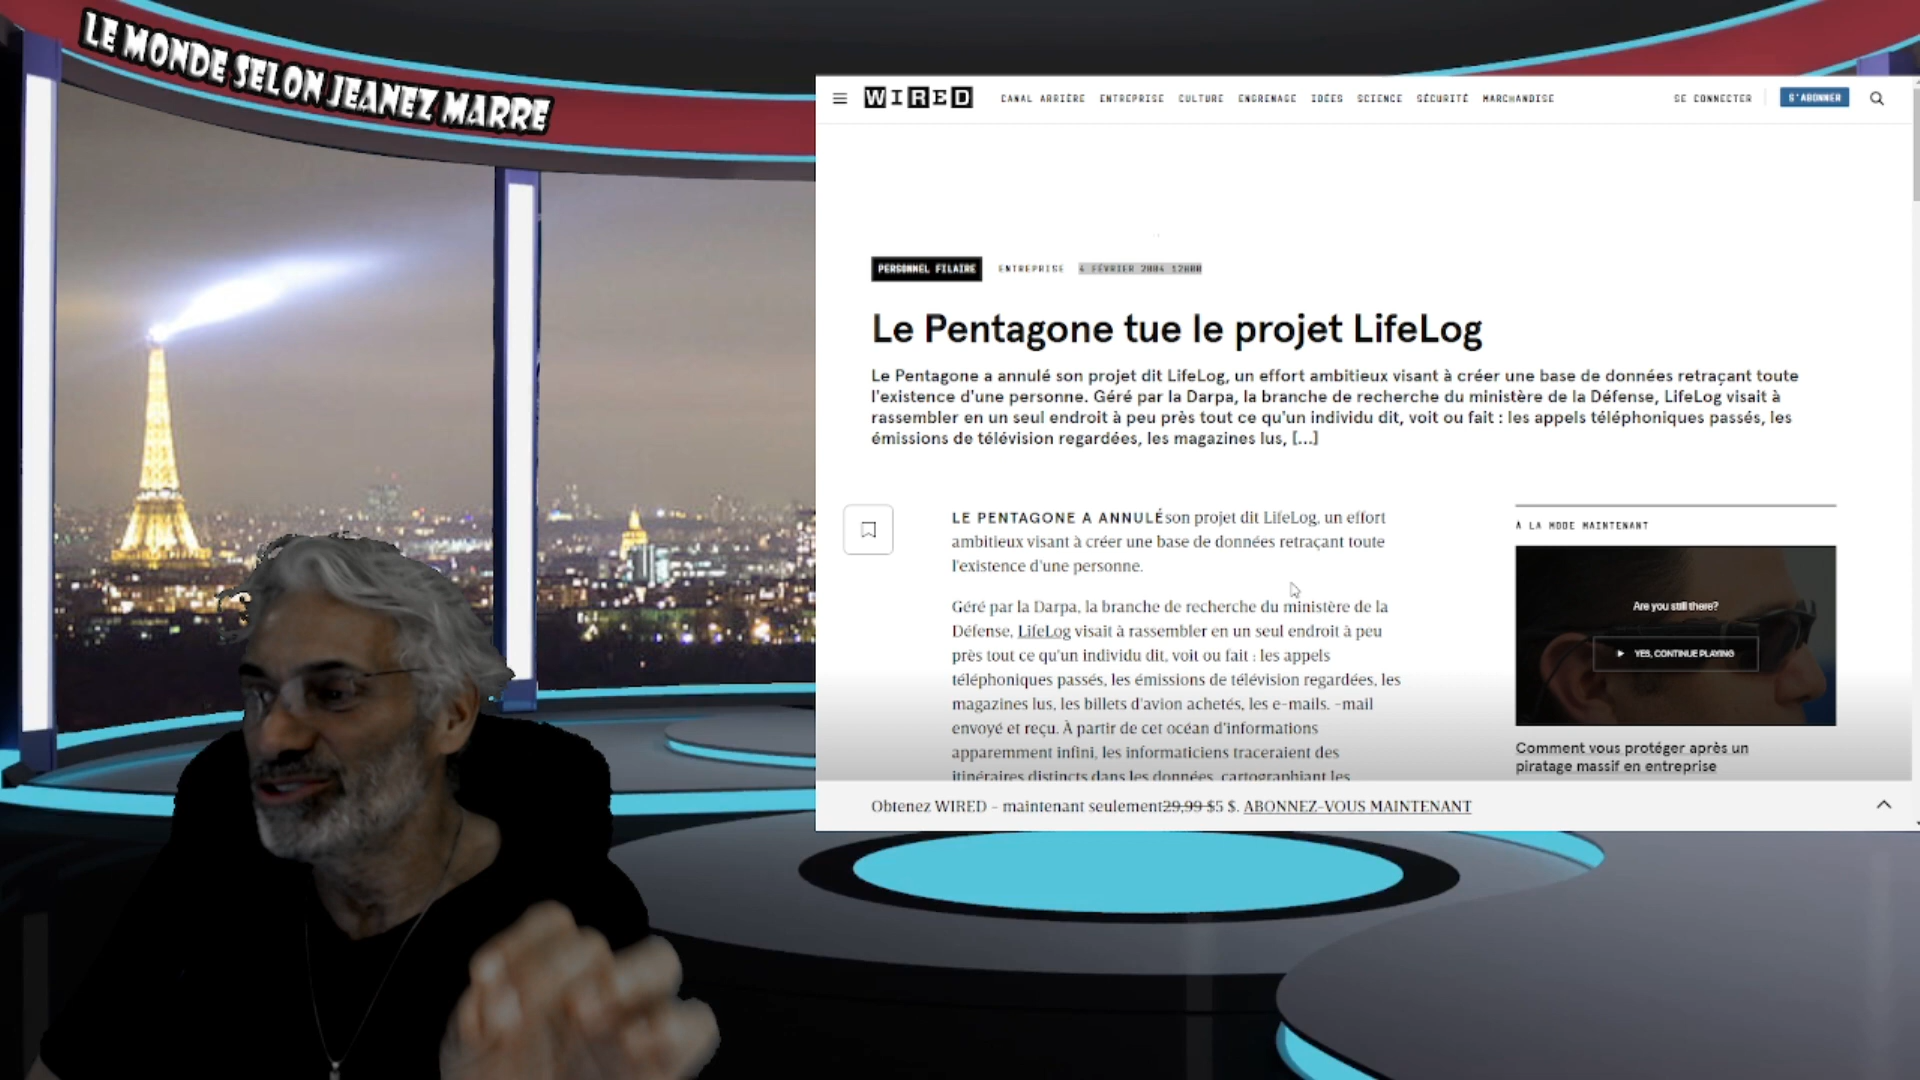 LE MONDE SELON JEANEZ MARRE
WIRED
CANAL ARRIÈRE ENTREPRISE CULTURE ENGRENAGE IDÉES SCIENCE SÉCURITÉ MARCHANDISE
SE CONNECTER S'ABONNER
PERSONNEL FILAIRE ENTREPRISE 4 FÉVRIER 2004 12H00
Le Pentagone tue le projet LifeLog
Le Pentagone a annulé son projet dit LifeLog, un effort ambitieux visant à créer une base de données retraçant toute
l'existence d'une personne. Géré par la Darpa, la branche de recherche du ministère de la Défense, LifeLog visait à
rassembler en un seul endroit à peu près tout ce qu'un individu dit, voit ou fait : les appels téléphoniques passés, les
émissions de télévision regardées, les magazines lus, [...]
LE PENTAGONE A ANNULÉ son projet dit LifeLog, un effort
ambitieux visant à créer une base de données retraçant toute
l'existence d'une personne.
Géré par la Darpa, la branche de recherche du ministère de la
Défense, LifeLog visait à rassembler en un seul endroit à peu
près tout ce qu'un individu dit, voit ou fait : les appels
téléphoniques passés, les émissions de télévision regardées, les
magazines lus, les billets d'avion achetés, les e-mails. -mail
envoyé et reçu. À partir de cet océan d'informations
apparemment infini, les informaticiens traceraient des
itinéraires distincts dans les données, cartographiant les
À LA MODE MAINTENANT
Are you still there?
YES, CONTINUE PLAYING
Comment vous protéger après un
piratage massif en entreprise
Obtenez WIRED - maintenant seulement 29,99 $5 $. ABONNEZ-VOUS MAINTENANT